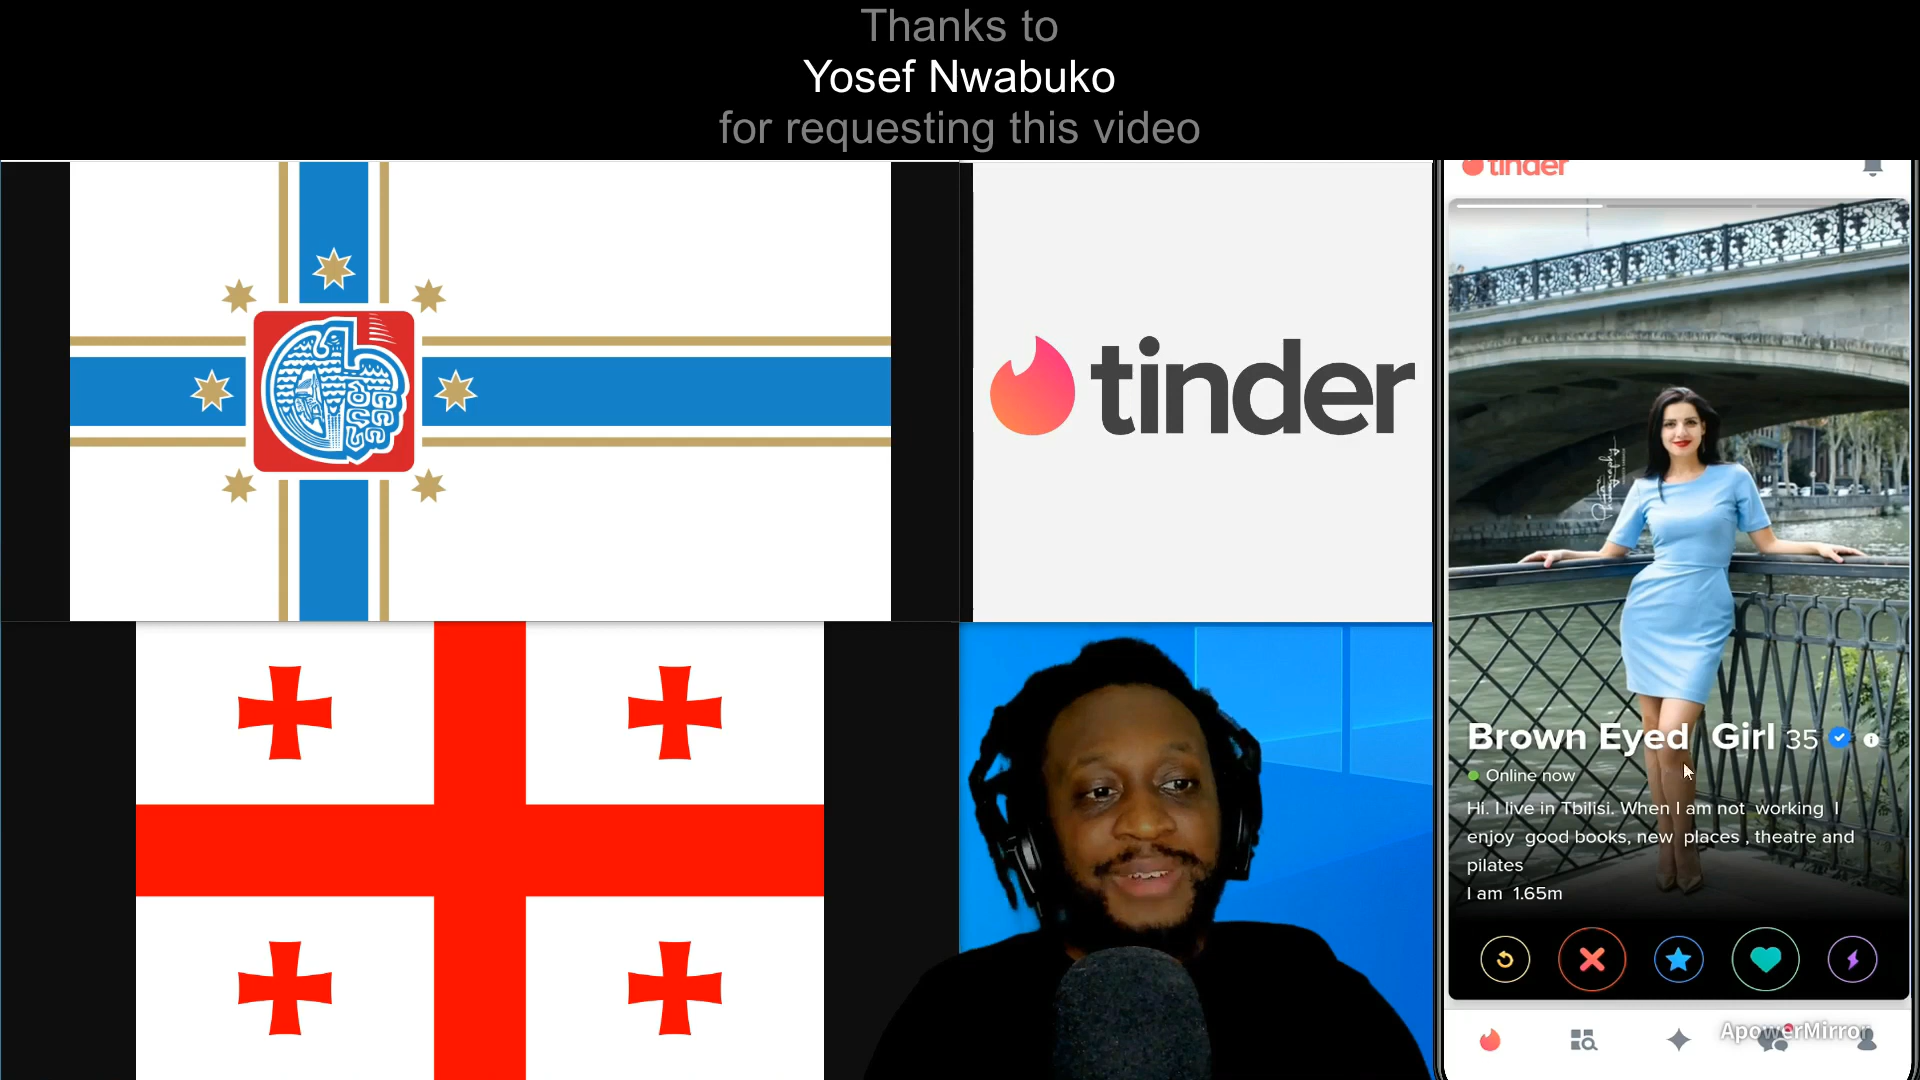 Thanks to
Yosef Nwabuko
for requesting this video
tinder
tinder
Photography
Brown Eyed  Girl 35
Online now
Hi. I live in Tbilisi. When I am not  working  I
enjoy  good books, new  places , theatre and
pilates
I am  1.65m
ApowerMirror